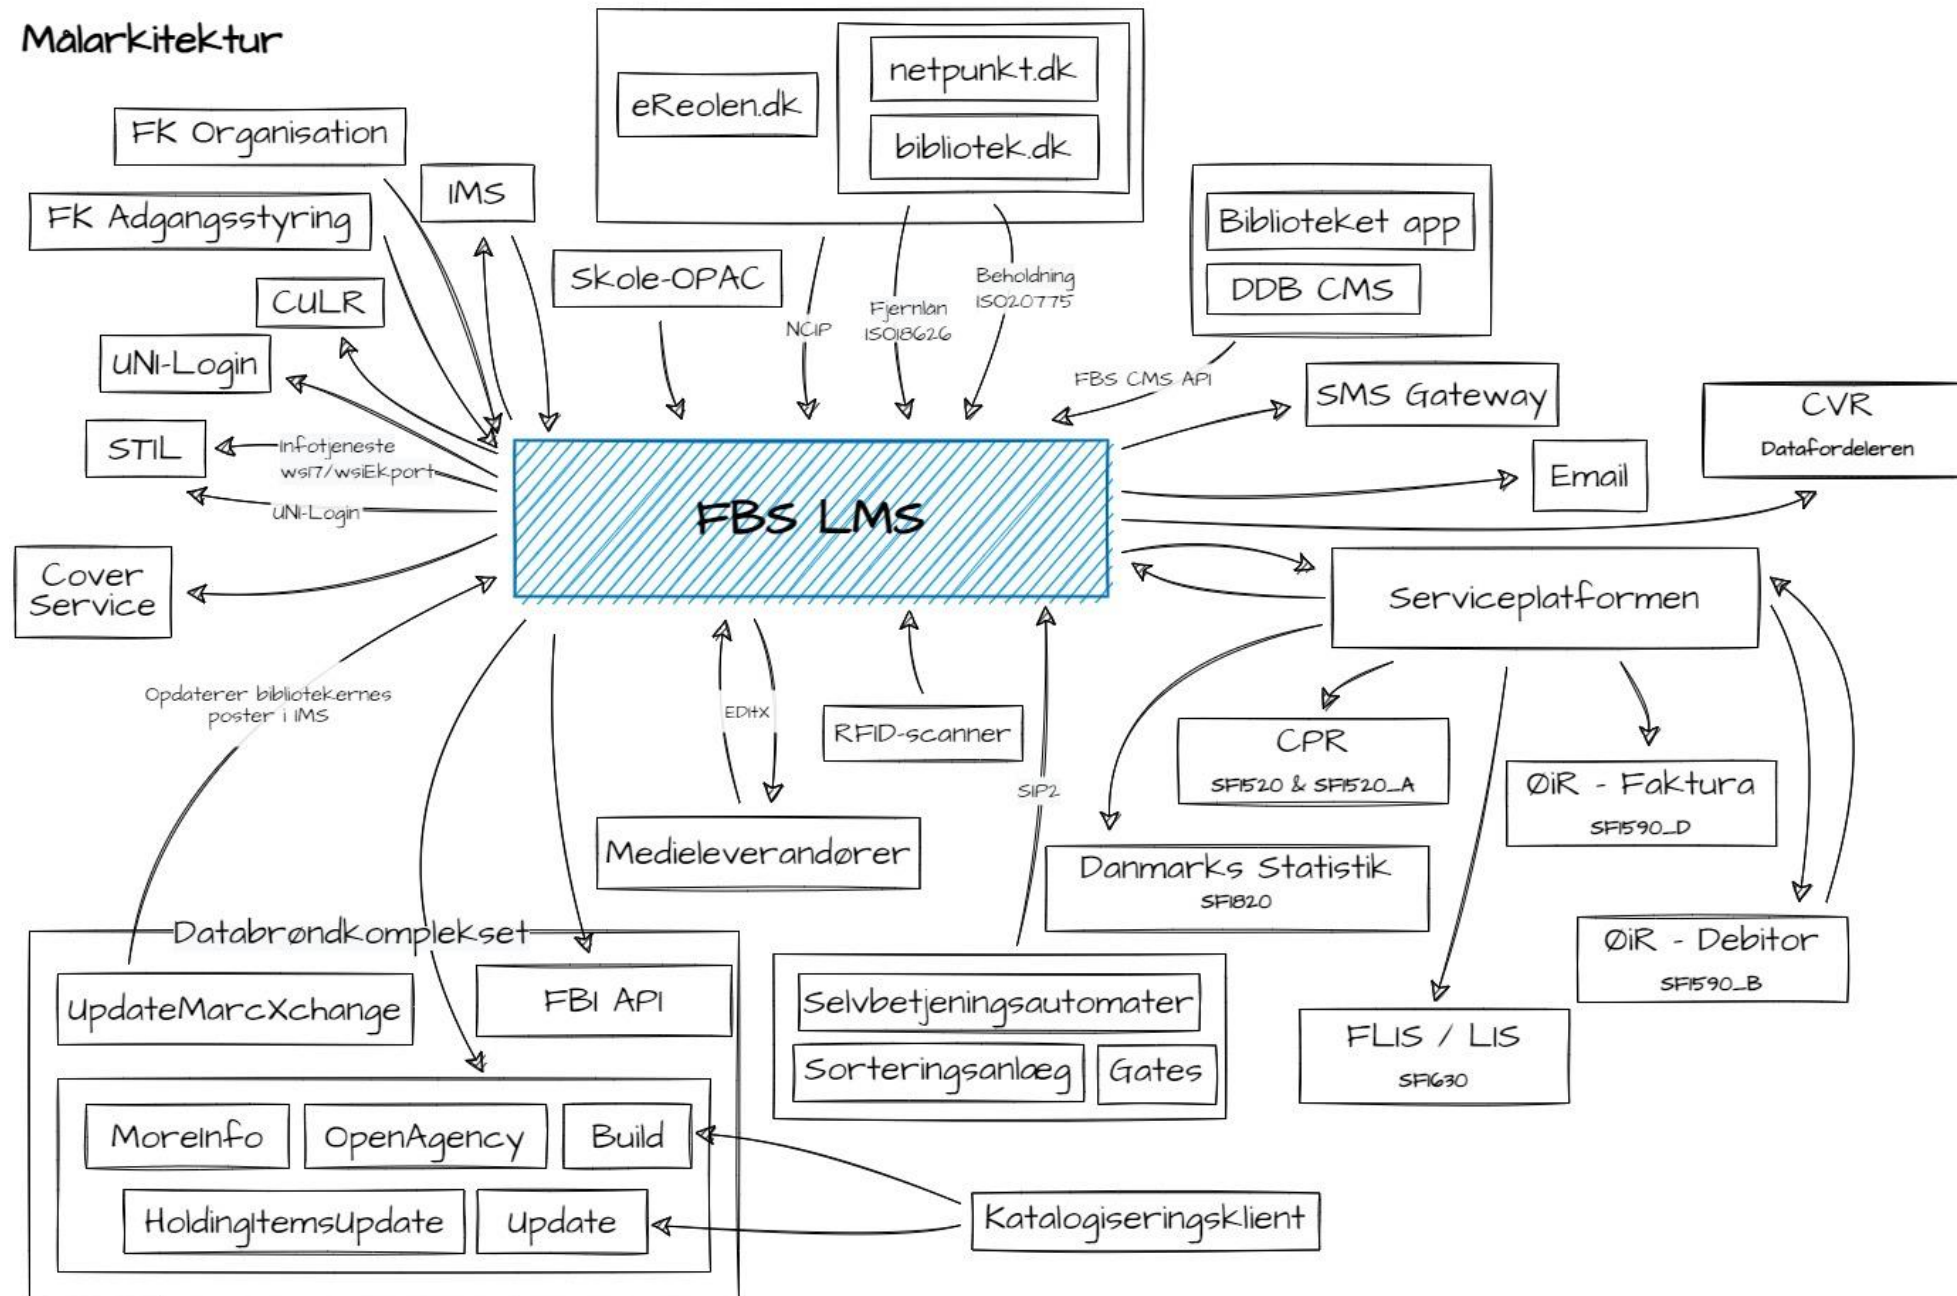 Målarkitektur
FK Organisation
FK Adgangsstyring
IMS
CULR
UNI-Login
STIL
Infotjeneste
ws17/wsiEkport
UNI-Login
Cover
Service
eReolen.dk
netpunkt.dk
bibliotek.dk
Skole-OPAC
NCIP
Fjernlån
ISO18626
Beholdning
ISO20775
Biblioteket app
DDB CMS
FBS CMS API
SMS Gateway
Email
CVR
Datafordeleren
FBS LMS
Serviceplatformen
Opdaterer bibliotekernes
poster i IMS
EDItX
RFID-scanner
SIP2
Medieleverandører
CPR
SF1520 & SF1520_A
ØiR - Faktura
SF1590_D
Danmarks Statistik
SF1820
ØiR - Debitor
SF1590_B
FLIS / LIS
SF1630
Databrøndkomplekset
UpdateMarcXchange
FBI API
MoreInfo
OpenAgency
Build
HoldingItemsUpdate
Update
Selvbetjeningsautomater
Sorteringsanlæg
Gates
Katalogiseringsklient